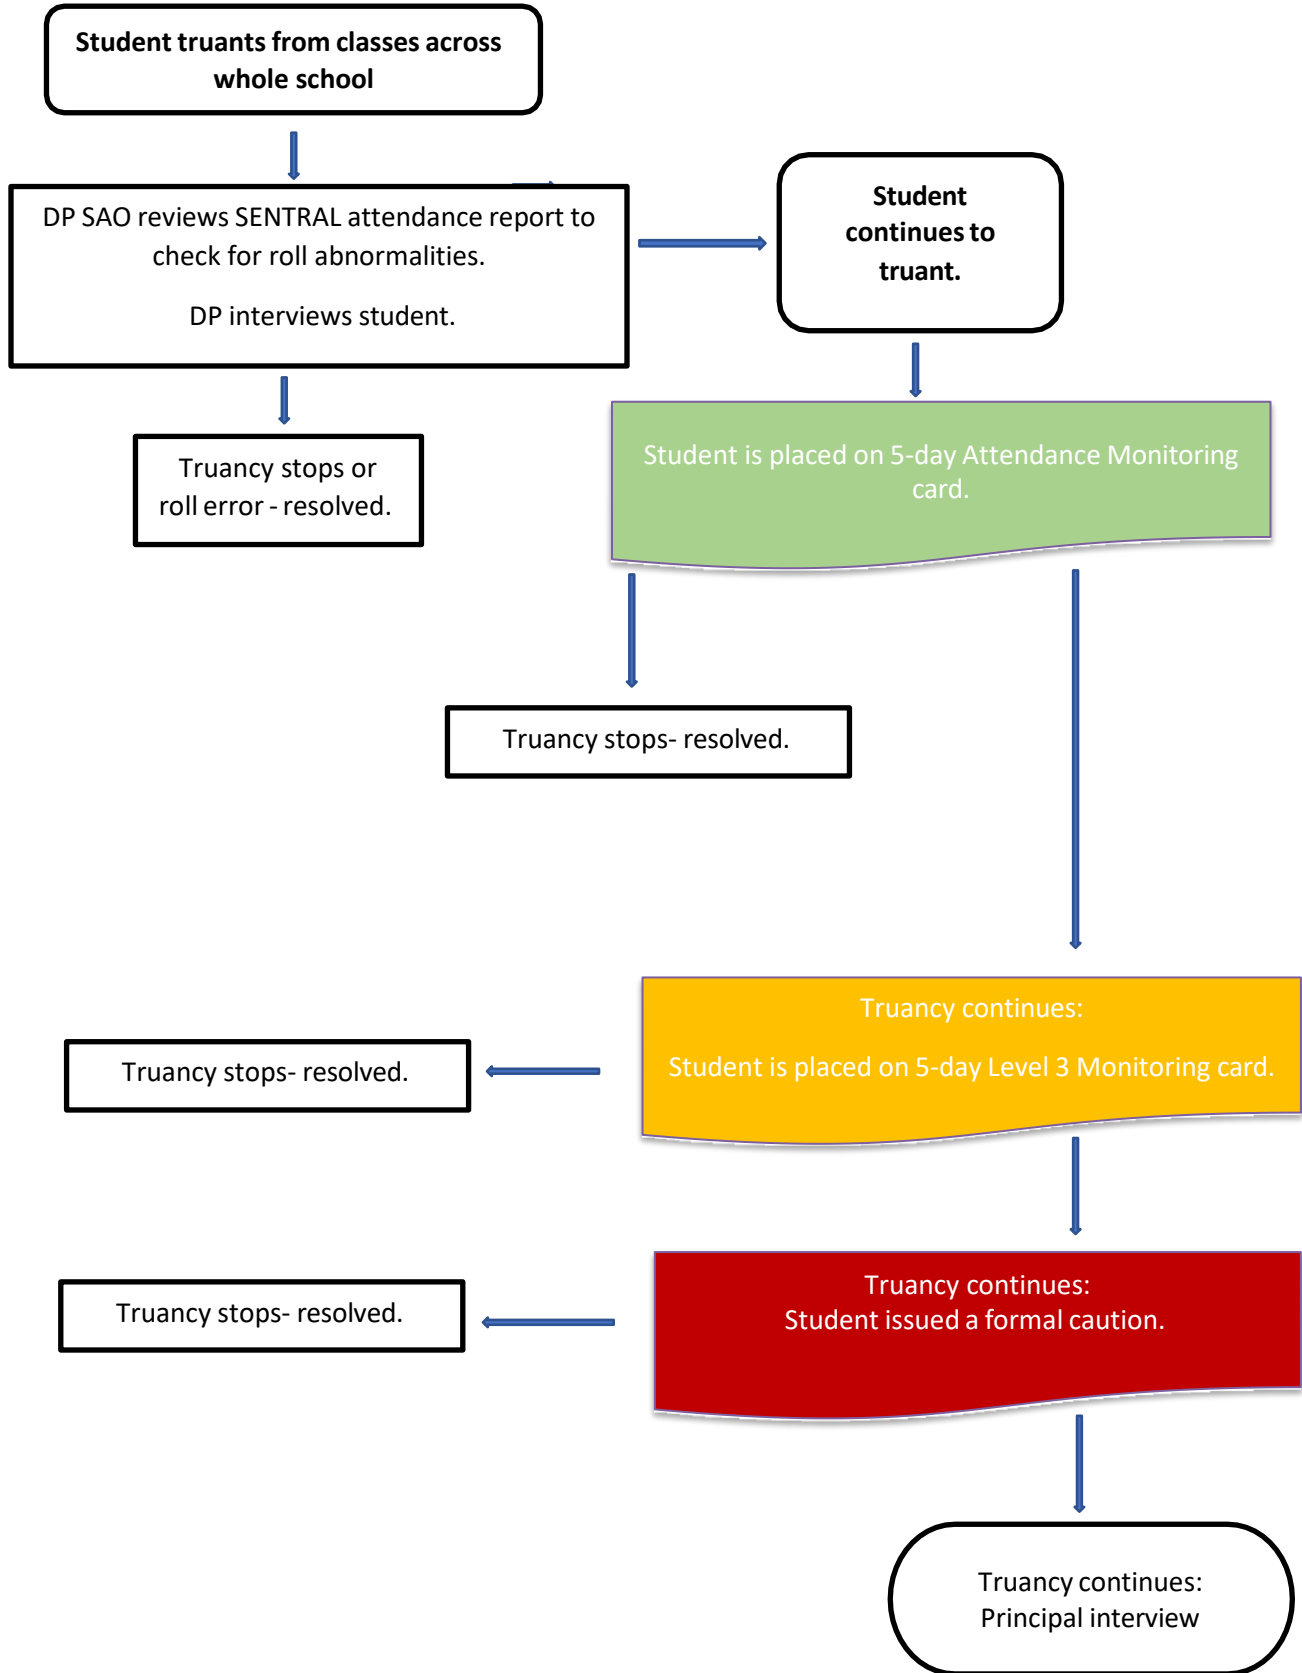 Student truants from classes across
whole school
DP SAO reviews SENTRAL attendance report to
check for roll abnormalities.
DP interviews student.
Student
continues to
truant.
Truancy stops or
roll error - resolved.
Student is placed on 5-day Attendance Monitoring
card.
Truancy stops- resolved.
Truancy continues:
Student is placed on 5-day Level 3 Monitoring card.
Truancy stops- resolved.
Truancy continues:
Student issued a formal caution.
Truancy stops- resolved.
Truancy continues:
Principal interview